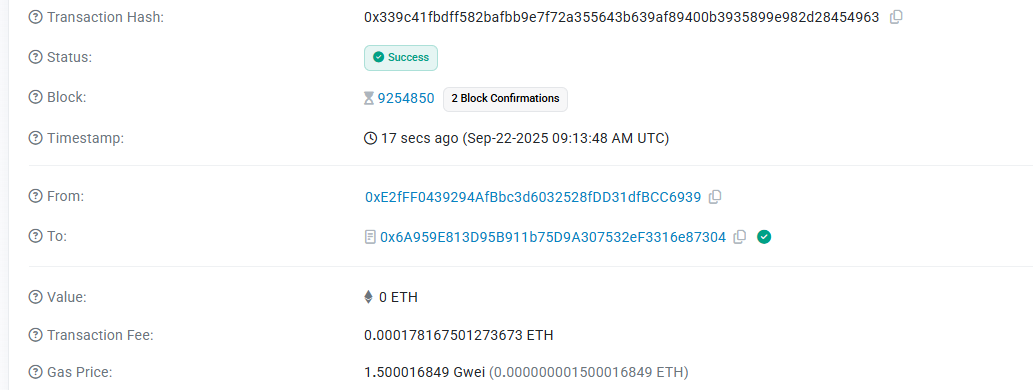 Transaction Hash: 0x339c41fbdff582bafbb9e7f72a355643b639af89400b3935899e982d28454963
Status: Success
Block: 9254850 2 Block Confirmations
Timestamp: 17 secs ago (Sep-22-2025 09:13:48 AM UTC)
From: 0xE2fFF0439294AfBbc3d6032528fDD31dfBCC6939
To: 0x6A959E813D95B911b75D9A307532eF3316e87304
Value: 0 ETH
Transaction Fee: 0.000178167501273673 ETH
Gas Price: 1.500016849 Gwei (0.000000001500016849 ETH)